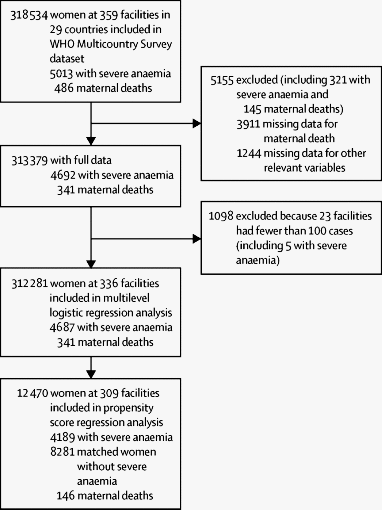 318 534 women at 359 facilities in
29 countries included in
WHO Multicountry Survey
dataset
5013 with severe anaemia
486 maternal deaths
5155 excluded (including 321 with
severe anaemia and
145 maternal deaths)
3911 missing data for
maternal death
1244 missing data for other
relevant variables
313 379 with full data
4692 with severe anaemia
341 maternal deaths
1098 excluded because 23 facilities
had fewer than 100 cases
(including 5 with severe
anaemia)
312 281 women at 336 facilities
included in multilevel
logistic regression analysis
4687 with severe anaemia
341 maternal deaths
12 470 women at 309 facilities
included in propensity
score regression analysis
4189 with severe anaemia
8281 matched women
without severe
anaemia
146 maternal deaths